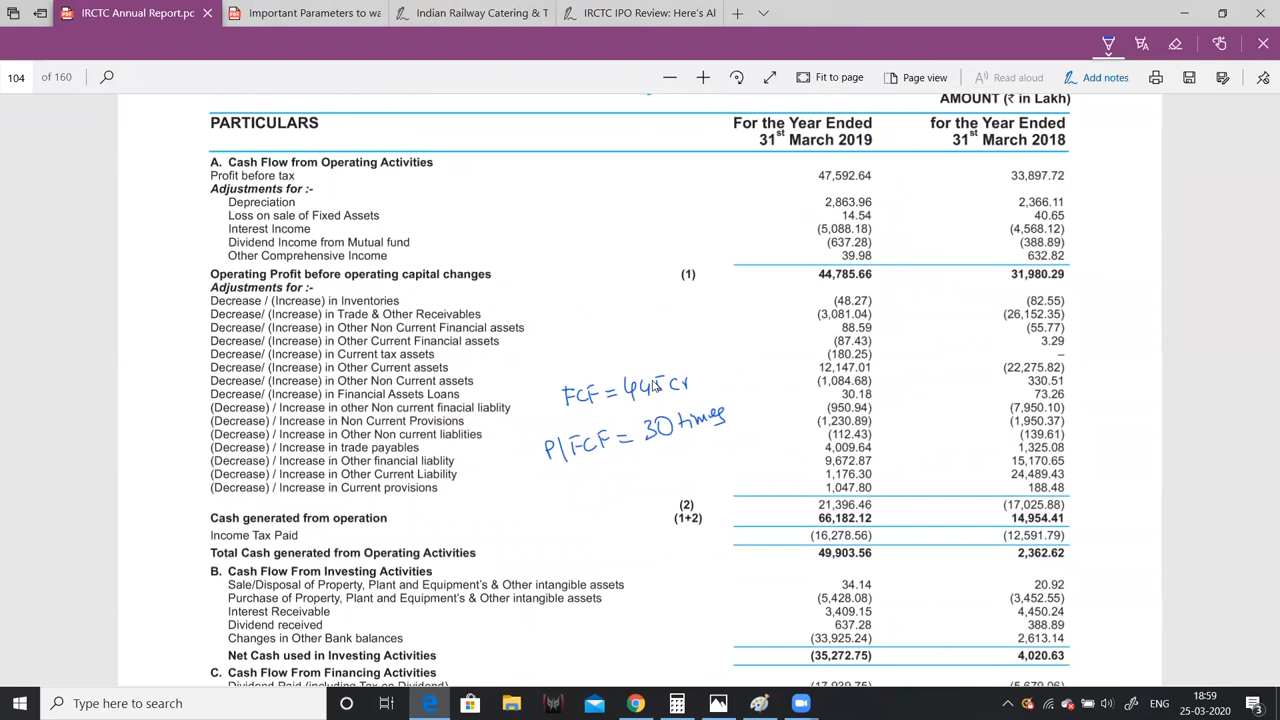 IRCTC Annual Report.pc
Important Parameters to wa
Indian Railway Catering & T
IRCTC IPO Review: Here's Al
104 of 160
Fit to page
Page view
Read aloud
Add notes
AMOUNT (₹ in Lakh)
PARTICULARS For the Year Ended 31st March 2019 for the Year Ended 31st March 2018
A. Cash Flow from Operating Activities
Profit before tax 47,592.64 33,897.72
Adjustments for :-
Depreciation 2,863.96 2,366.11
Loss on sale of Fixed Assets 14.54 40.65
Interest Income (5,088.18) (4,568.12)
Dividend Income from Mutual fund (637.28) (388.89)
Other Comprehensive Income 39.98 632.82
Operating Profit before operating capital changes (1) 44,785.66 31,980.29
Adjustments for :-
Decrease / (Increase) in Inventories (48.27) (82.55)
Decrease/ (Increase) in Trade & Other Receivables (3,081.04) (26,152.35)
Decrease/ (Increase) in Other Non Current Financial assets 88.59 (55.77)
Decrease/ (Increase) in Other Current Financial assets (87.43) 3.29
Decrease/ (Increase) in Current tax assets (180.25) –
Decrease/ (Increase) in Other Current assets 12,147.01 (22,275.82)
Decrease/ (Increase) in Other Non Current assets (1,084.68) 330.51
Decrease/ (Increase) in Financial Assets Loans 30.18 73.26
(Decrease) / Increase in other Non current finacial liablity (950.94) (7,950.10)
(Decrease) / Increase in Non Current Provisions (1,230.89) (1,950.37)
(Decrease) / Increase in Other Non current liablities (112.43) (139.61)
(Decrease) / Increase in trade payables 4,009.64 1,325.08
(Decrease) / Increase in Other financial liablity 9,672.87 15,170.65
(Decrease) / Increase in Other Current Liability 1,176.30 24,489.43
(Decrease) / Increase in Current provisions 1,047.80 188.48
FCF = 445 Cr
P/FCF = 30 times
(2) 21,396.46 (17,025.88)
Cash generated from operation (1+2) 66,182.12 14,954.41
Income Tax Paid (16,278.56) (12,591.79)
Total Cash generated from Operating Activities 49,903.56 2,362.62
B. Cash Flow From Investing Activities
Sale/Disposal of Property, Plant and Equipment's & Other intangible assets 34.14 20.92
Purchase of Property, Plant and Equipment's & Other intangible assets (5,428.08) (3,452.55)
Interest Receivable 3,409.15 4,450.24
Dividend received 637.28 388.89
Changes in Other Bank balances (33,925.24) 2,613.14
Net Cash used in Investing Activities (35,272.75) 4,020.63
C. Cash Flow From Financing Activities
Dividend Paid (including Tax on Dividend) (17,939.75) (5,670.06)
Type here to search
18:59
25-03-2020
3